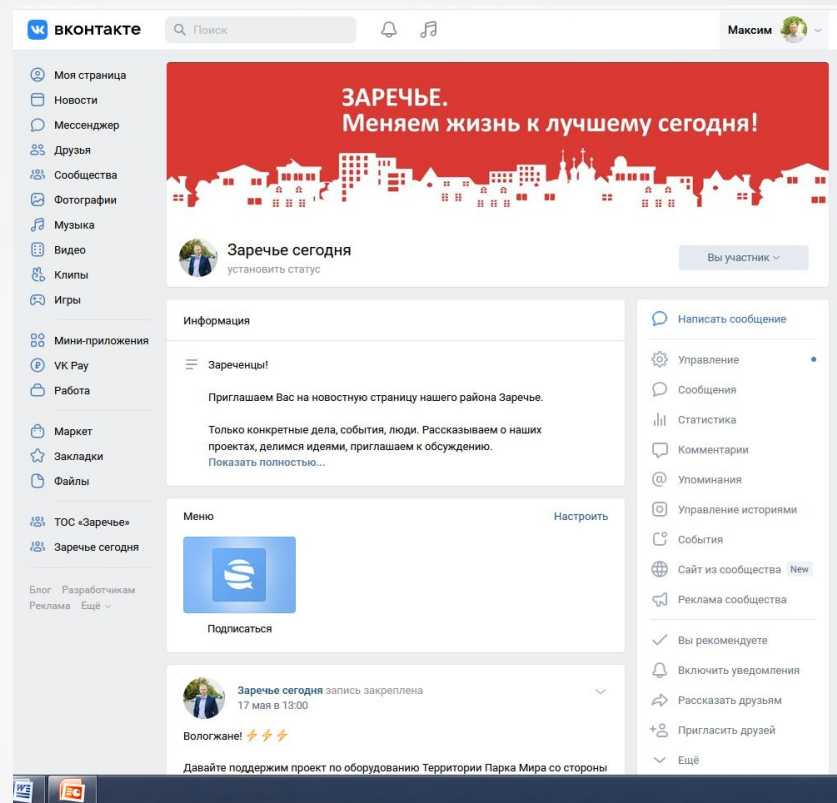 вконтакте
Поиск
Максим
Моя страница
Новости
Мессенджер
Друзья
Сообщества
Фотографии
Музыка
Видео
Клипы
Игры
Мини-приложения
VK Pay
Работа
Маркет
Закладки
Файлы
ТОС «Заречье»
Заречье сегодня
Блог Разработчикам
Реклама Ещё
ЗАРЕЧЬЕ.
Меняем жизнь к лучшему сегодня!
Заречье сегодня
установить статус
Вы участник
Информация
Зареченцы!
Приглашаем Вас на новостную страницу нашего района Заречье.
Только конкретные дела, события, люди. Рассказываем о наших
проектах, делимся идеями, приглашаем к обсуждению.
Показать полностью...
Меню
Настроить
Подписаться
Заречье сегодня запись закреплена
17 мая в 13:00
Вологжане! ⚡⚡⚡
Давайте поддержим проект по оборудованию Территории Парка Мира со стороны
Написать сообщение
Управление
Сообщения
Статистика
Комментарии
Упоминания
Управление историями
События
Сайт из сообщества New
Реклама сообщества
Вы рекомендуете
Включить уведомления
Рассказать друзьям
Пригласить друзей
Ещё